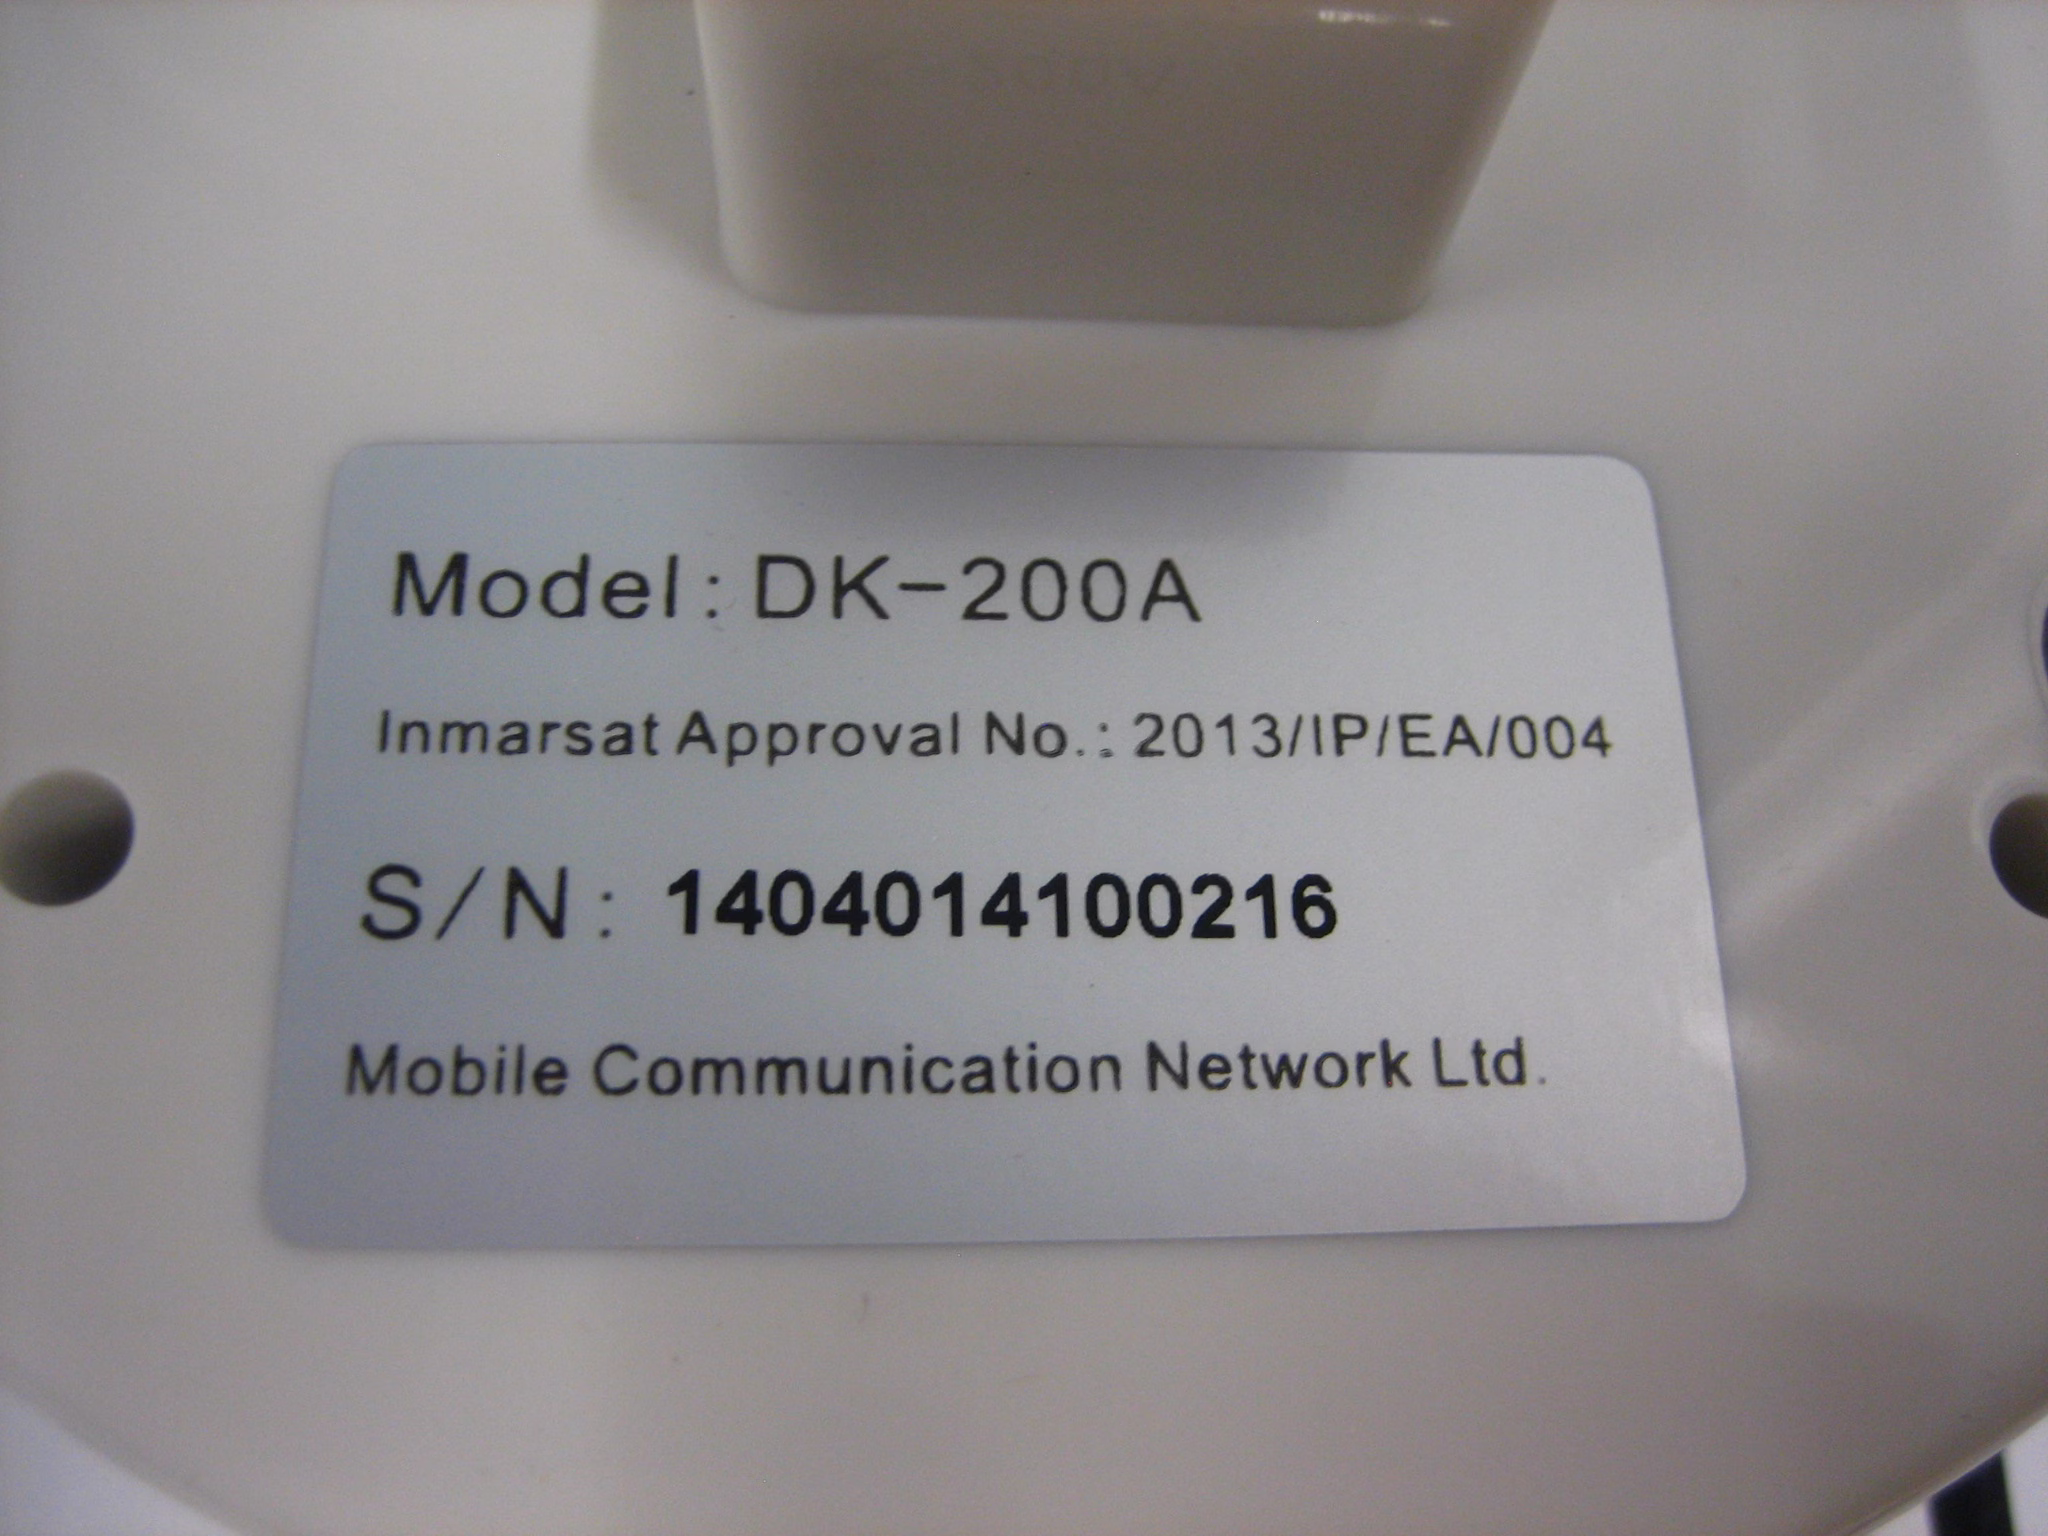 Model: DK-200A
Inmarsat Approval No.: 2013/IP/EA/004
S/N: 1404014100216
Mobile Communication Network Ltd.